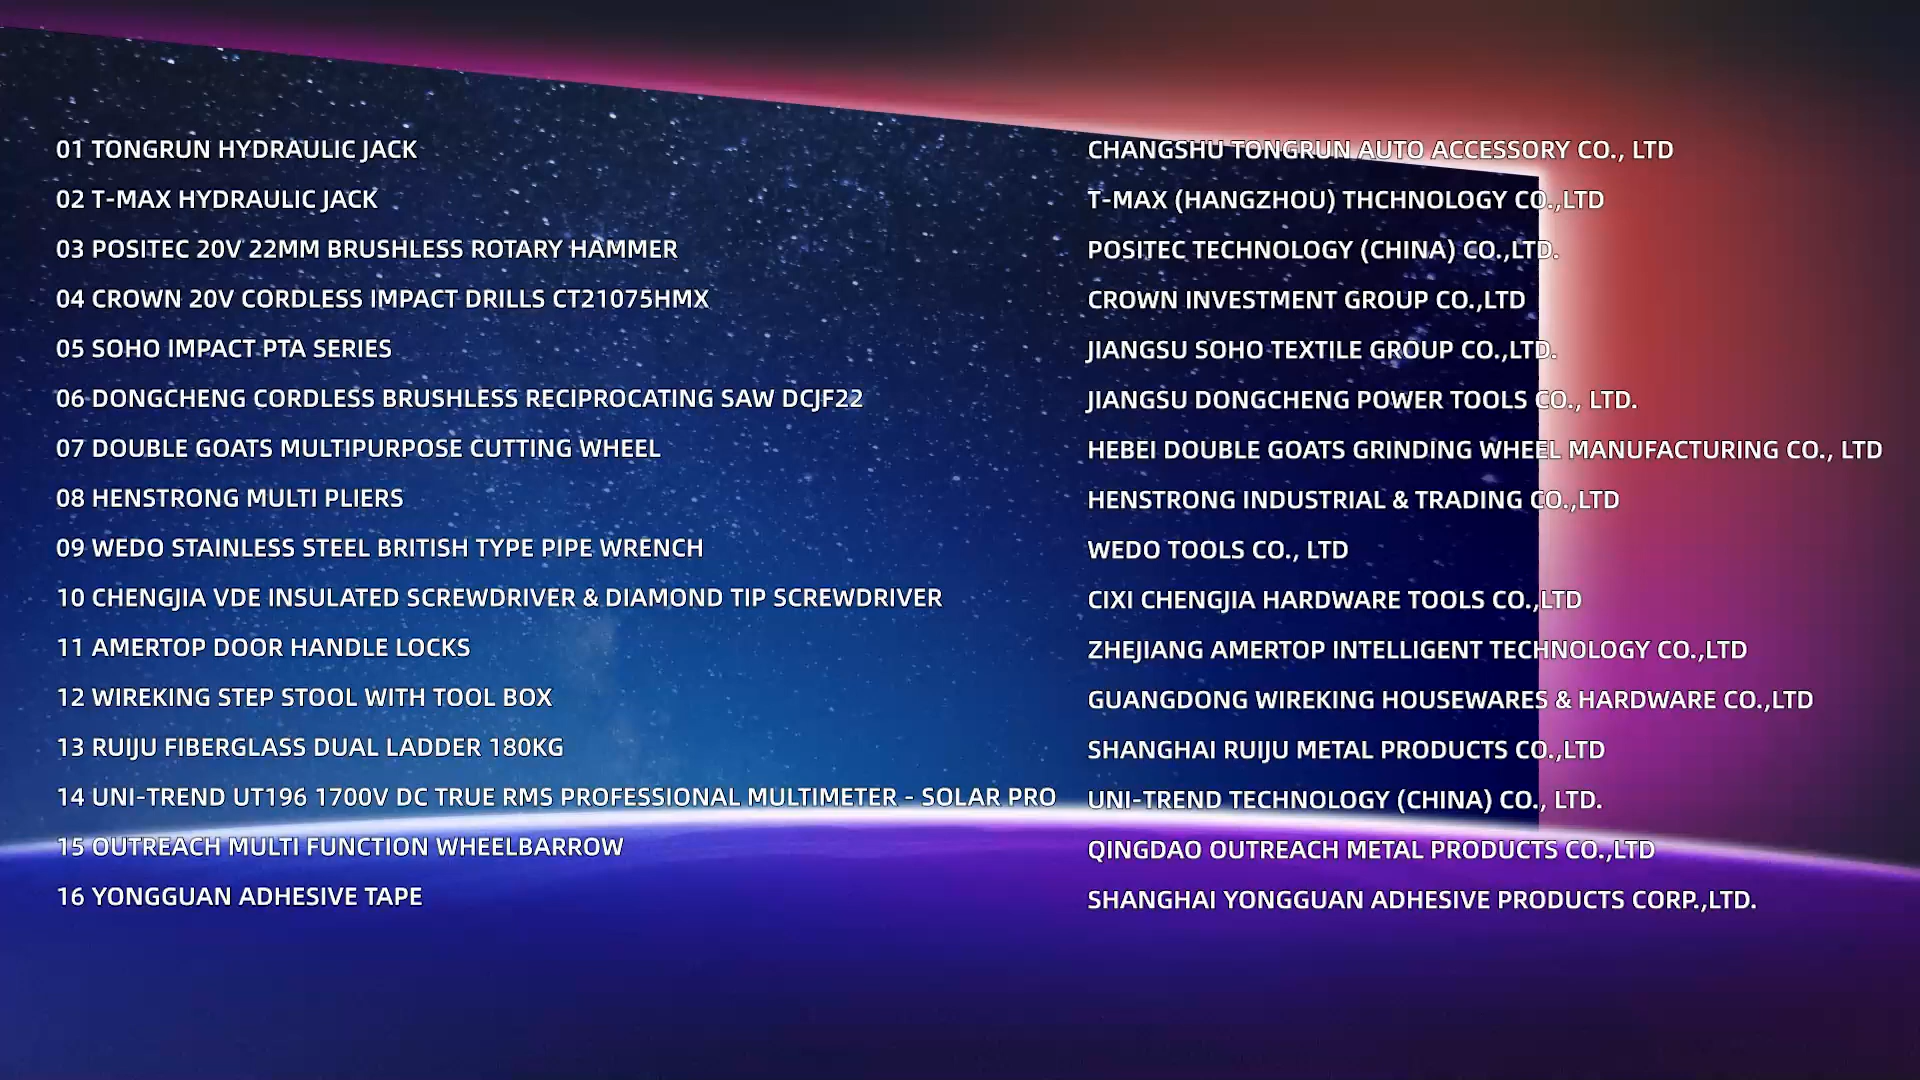 01 TONGRUN HYDRAULIC JACK CHANGSHU TONGRUN AUTO ACCESSORY CO., LTD
02 T-MAX HYDRAULIC JACK T-MAX (HANGZHOU) THCHNOLOGY CO.,LTD
03 POSITEC 20V 22MM BRUSHLESS ROTARY HAMMER POSITEC TECHNOLOGY (CHINA) CO.,LTD.
04 CROWN 20V CORDLESS IMPACT DRILLS CT21075HMX CROWN INVESTMENT GROUP CO.,LTD
05 SOHO IMPACT PTA SERIES JIANGSU SOHO TEXTILE GROUP CO.,LTD.
06 DONGCHENG CORDLESS BRUSHLESS RECIPROCATING SAW DCJF22 JIANGSU DONGCHENG POWER TOOLS CO., LTD.
07 DOUBLE GOATS MULTIPURPOSE CUTTING WHEEL HEBEI DOUBLE GOATS GRINDING WHEEL MANUFACTURING CO., LTD
08 HENSTRONG MULTI PLIERS HENSTRONG INDUSTRIAL & TRADING CO.,LTD
09 WEDO STAINLESS STEEL BRITISH TYPE PIPE WRENCH WEDO TOOLS CO., LTD
10 CHENGJIA VDE INSULATED SCREWDRIVER & DIAMOND TIP SCREWDRIVER CIXI CHENGJIA HARDWARE TOOLS CO.,LTD
11 AMERTOP DOOR HANDLE LOCKS ZHEJIANG AMERTOP INTELLIGENT TECHNOLOGY CO.,LTD
12 WIREKING STEP STOOL WITH TOOL BOX GUANGDONG WIREKING HOUSEWARES & HARDWARE CO.,LTD
13 RUIJU FIBERGLASS DUAL LADDER 180KG SHANGHAI RUIJU METAL PRODUCTS CO.,LTD
14 UNI-TREND UT196 1700V DC TRUE RMS PROFESSIONAL MULTIMETER - SOLAR PRO UNI-TREND TECHNOLOGY (CHINA) CO., LTD.
15 OUTREACH MULTI FUNCTION WHEELBARROW QINGDAO OUTREACH METAL PRODUCTS CO.,LTD
16 YONGGUAN ADHESIVE TAPE SHANGHAI YONGGUAN ADHESIVE PRODUCTS CORP.,LTD.